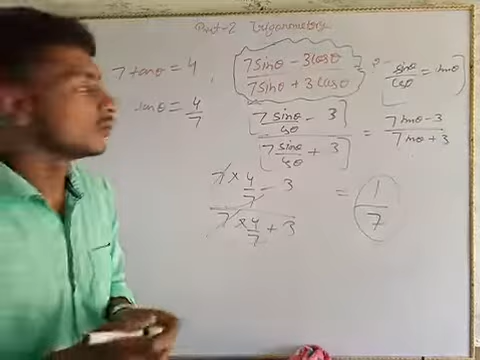 Part-2 Trigonometry
7 tanθ = 4, (7sinθ - 3cosθ)/(7sinθ + 3cosθ) ? sinθ/cosθ = tanθ
tanθ = 4/7
(7 sinθ/cosθ - 3)/(7 sinθ/cosθ + 3) = (7 tanθ - 3)/(7 tanθ + 3)
(7 × 4/7 - 3)/(7 × 4/7 + 3) = 1/7